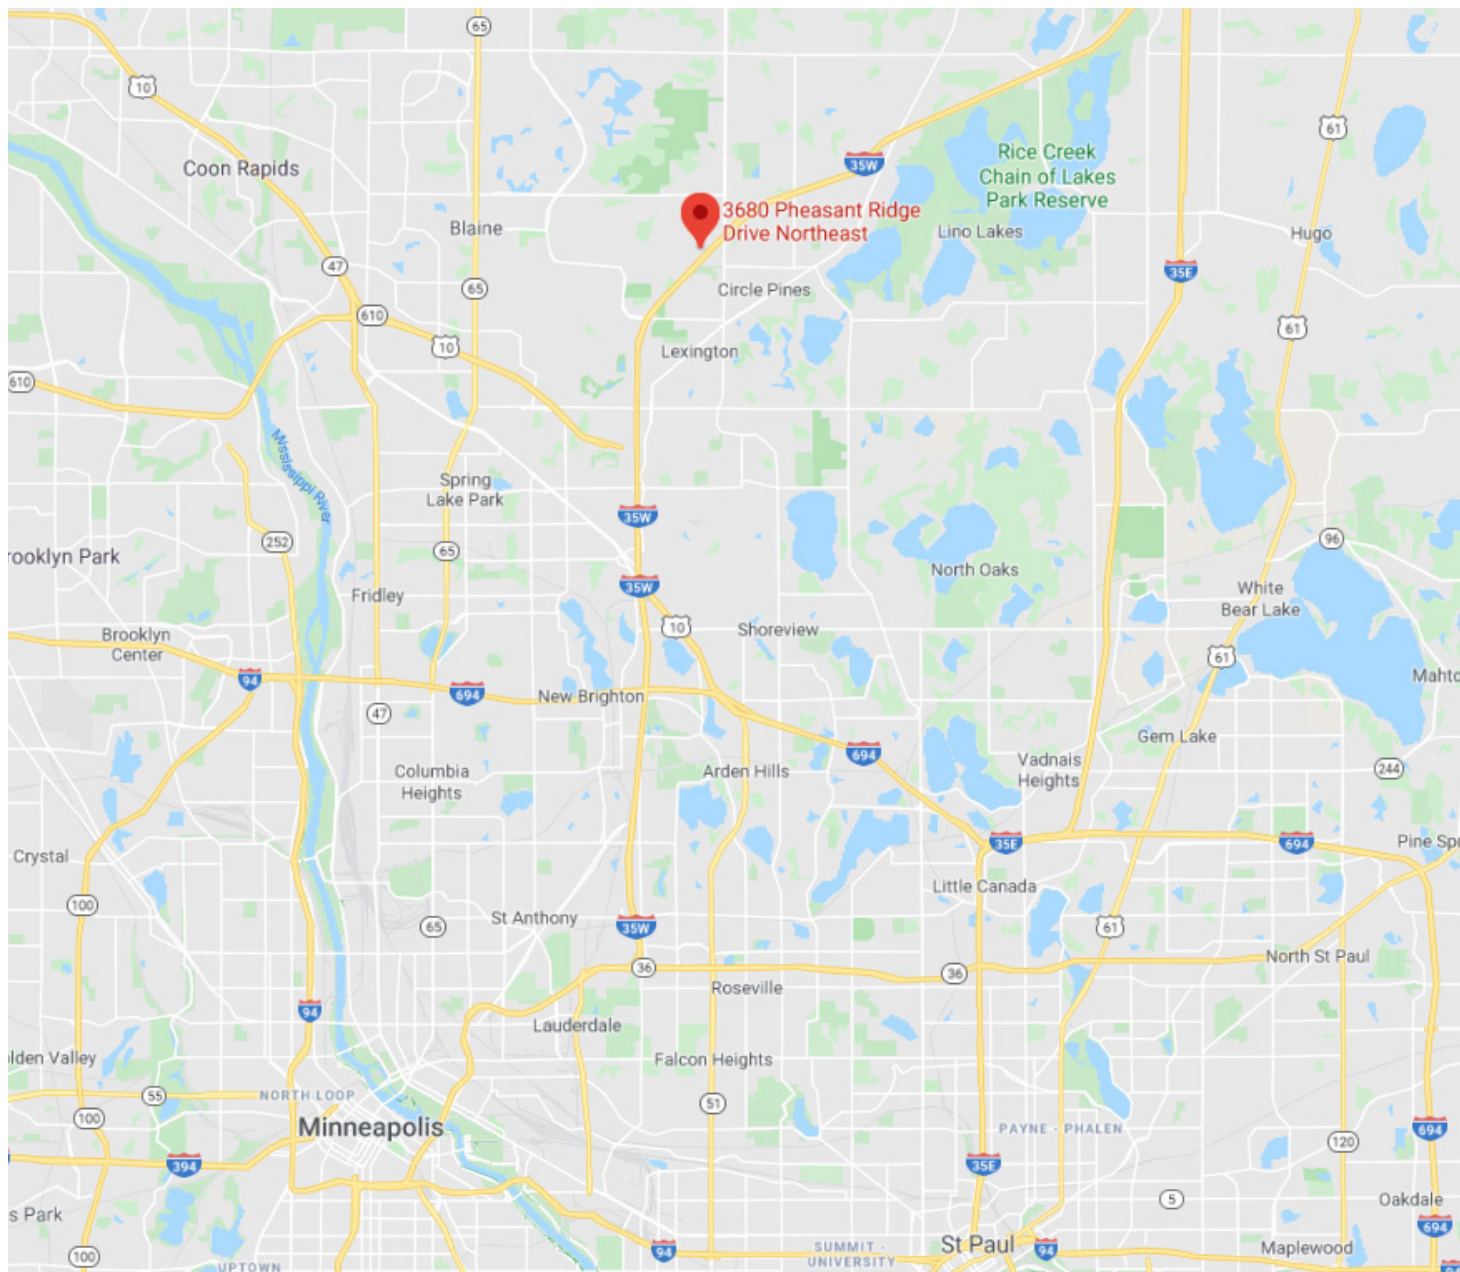 65
10
61
Coon Rapids
35W
Rice Creek
Chain of Lakes
Park Reserve
3680 Pheasant Ridge
Drive Northeast
Blaine
Lino Lakes
Hugo
47
35E
65
Circle Pines
610
61
10
Lexington
610
Mississippi River
Spring
Lake Park
35W
252
96
rooklyn Park
65
North Oaks
35W
White
Bear Lake
Fridley
10
Shoreview
Brooklyn
Center
61
94
694
New Brighton
Mahto
47
Gem Lake
694
Vadnais
Heights
244
Columbia
Heights
Arden Hills
35E
694
Pine Spr
Crystal
Little Canada
100
St Anthony
65
35W
61
36
36
North St Paul
Roseville
94
Lauderdale
lden Valley
Falcon Heights
NORTH LOOP
55
51
100
Minneapolis
PAYNE - PHALEN
694
120
394
35E
5
Oakdale
s Park
694
100
94
SUMMIT -
UNIVERSITY
St Paul
94
Maplewood
UPTOWN